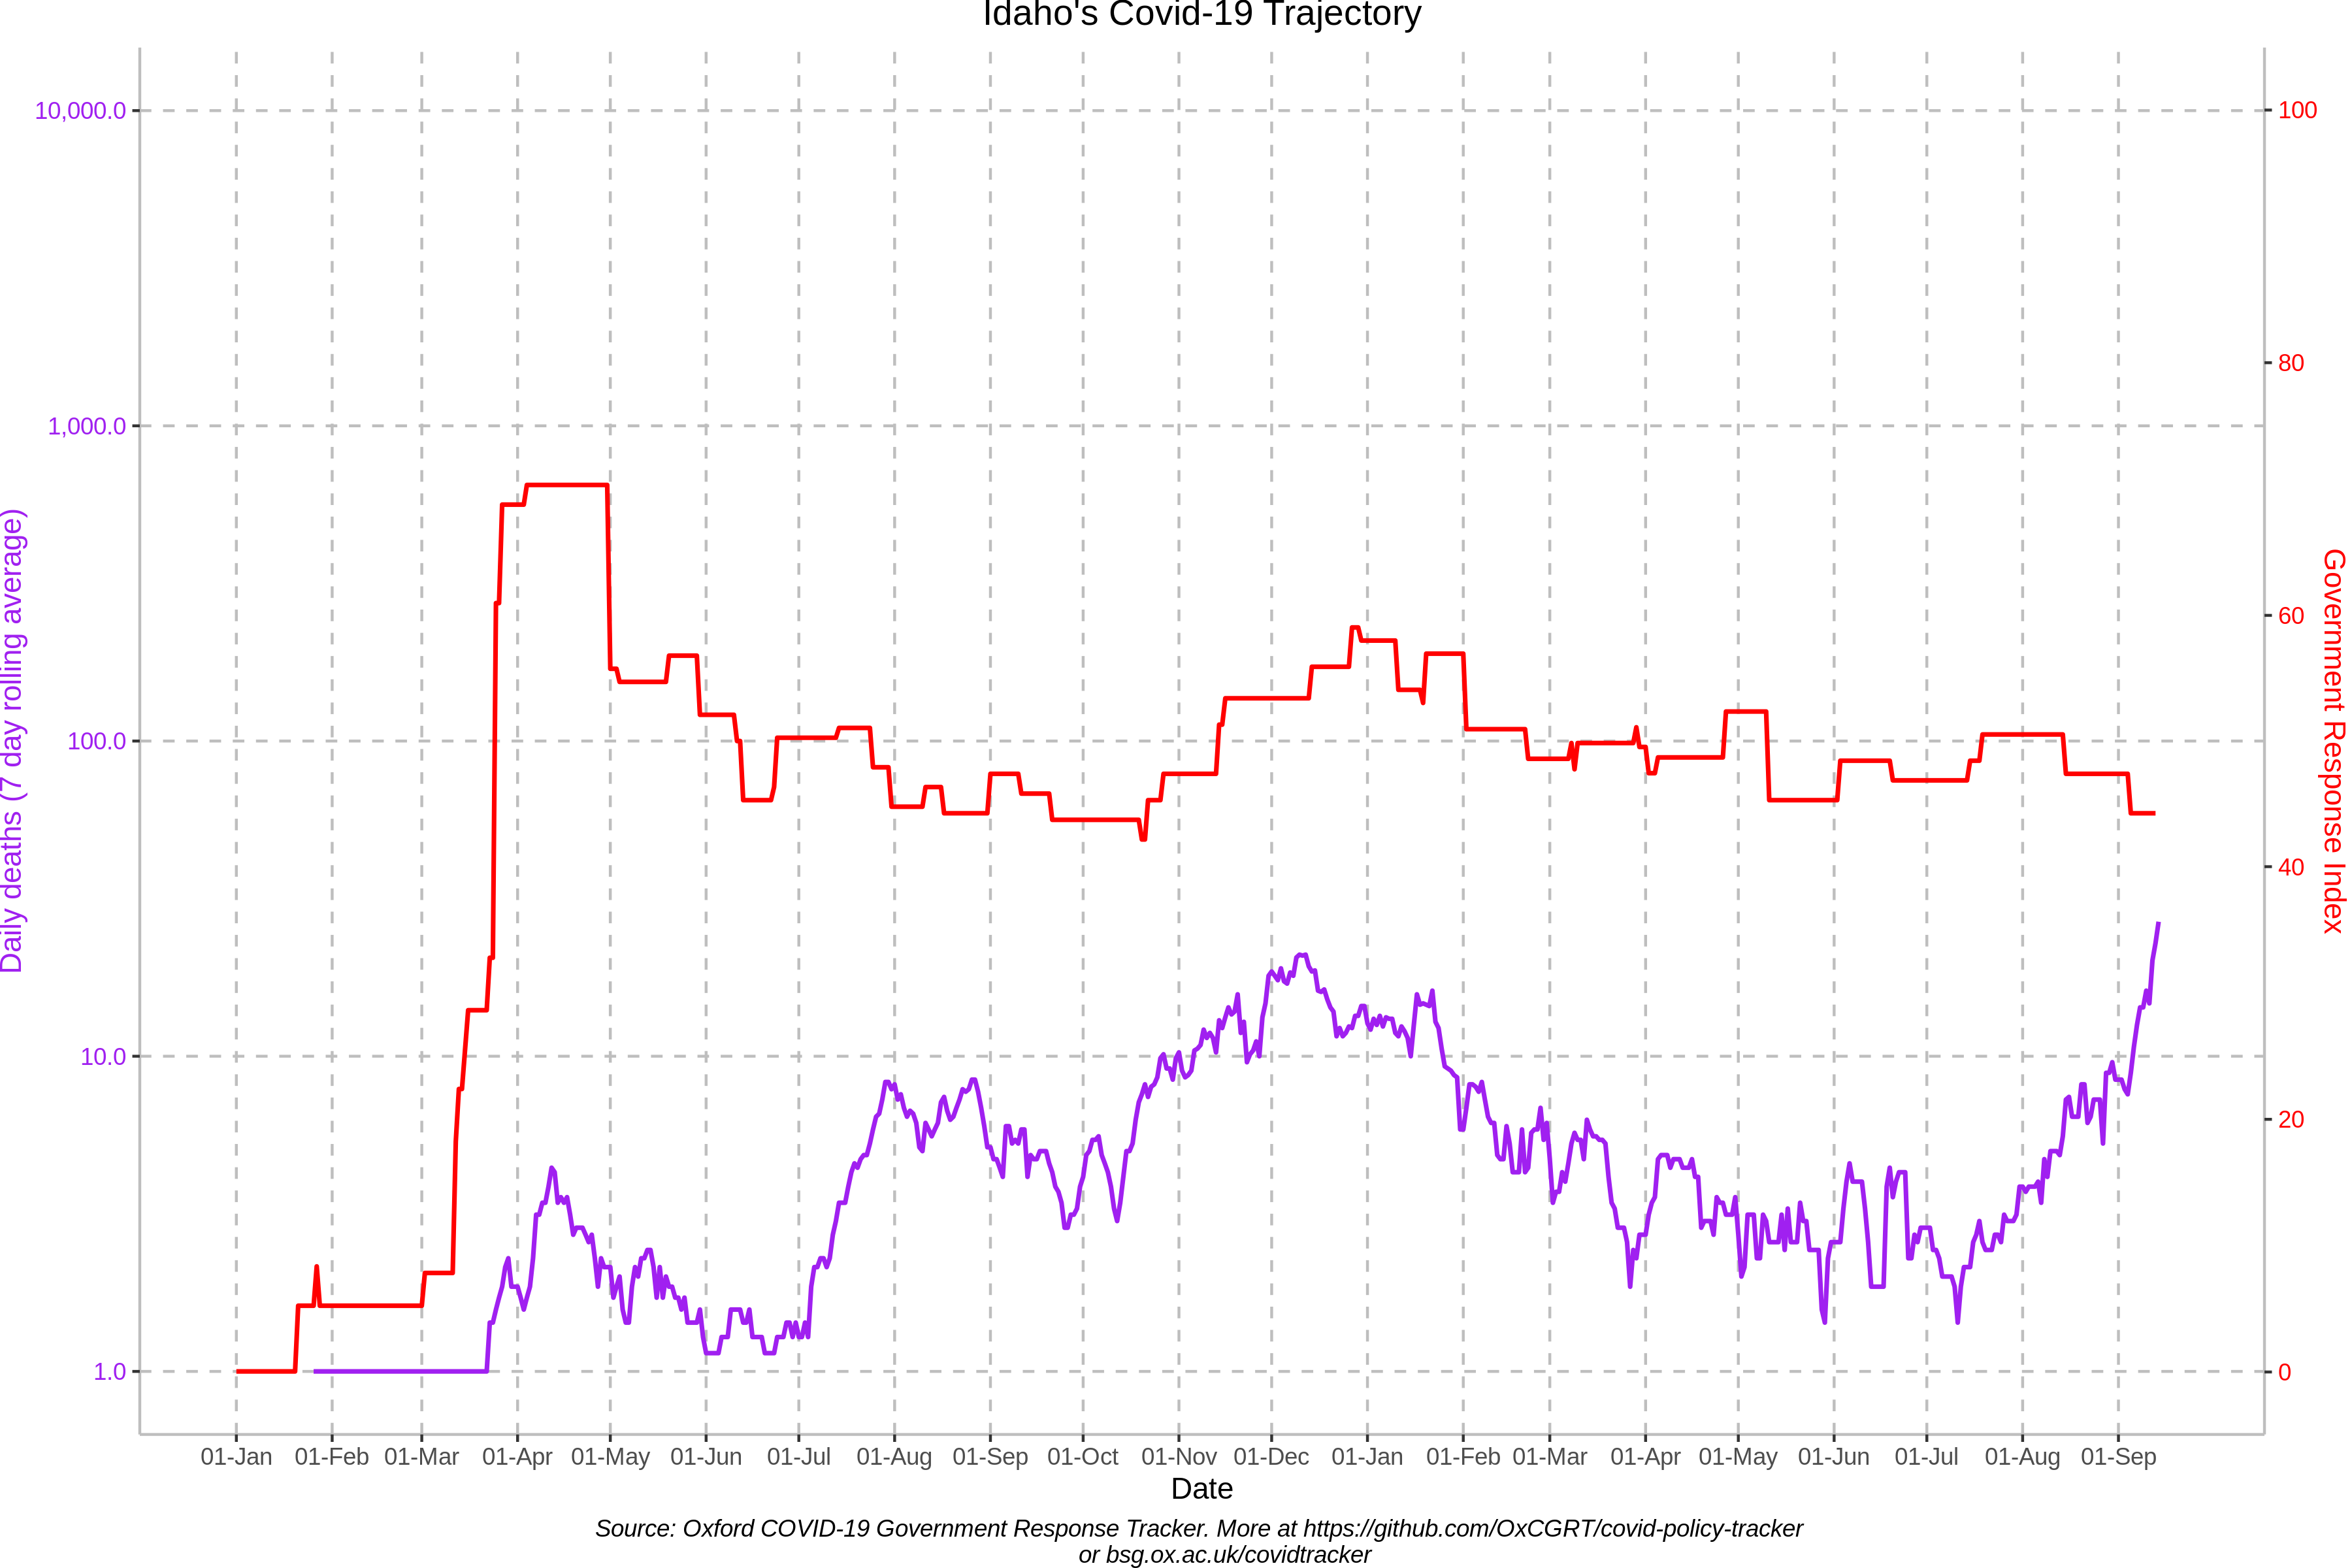 Idaho's Covid-19 Trajectory
10,000.0
1,000.0
100.0
10.0
1.0
Daily deaths (7 day rolling average)
100
80
60
40
20
0
Government Response Index
01-Jan 01-Feb 01-Mar 01-Apr 01-May 01-Jun 01-Jul 01-Aug 01-Sep 01-Oct 01-Nov 01-Dec 01-Jan 01-Feb 01-Mar 01-Apr 01-May 01-Jun 01-Jul 01-Aug 01-Sep
Date
Source: Oxford COVID-19 Government Response Tracker. More at https://github.com/OxCGRT/covid-policy-tracker
or bsg.ox.ac.uk/covidtracker